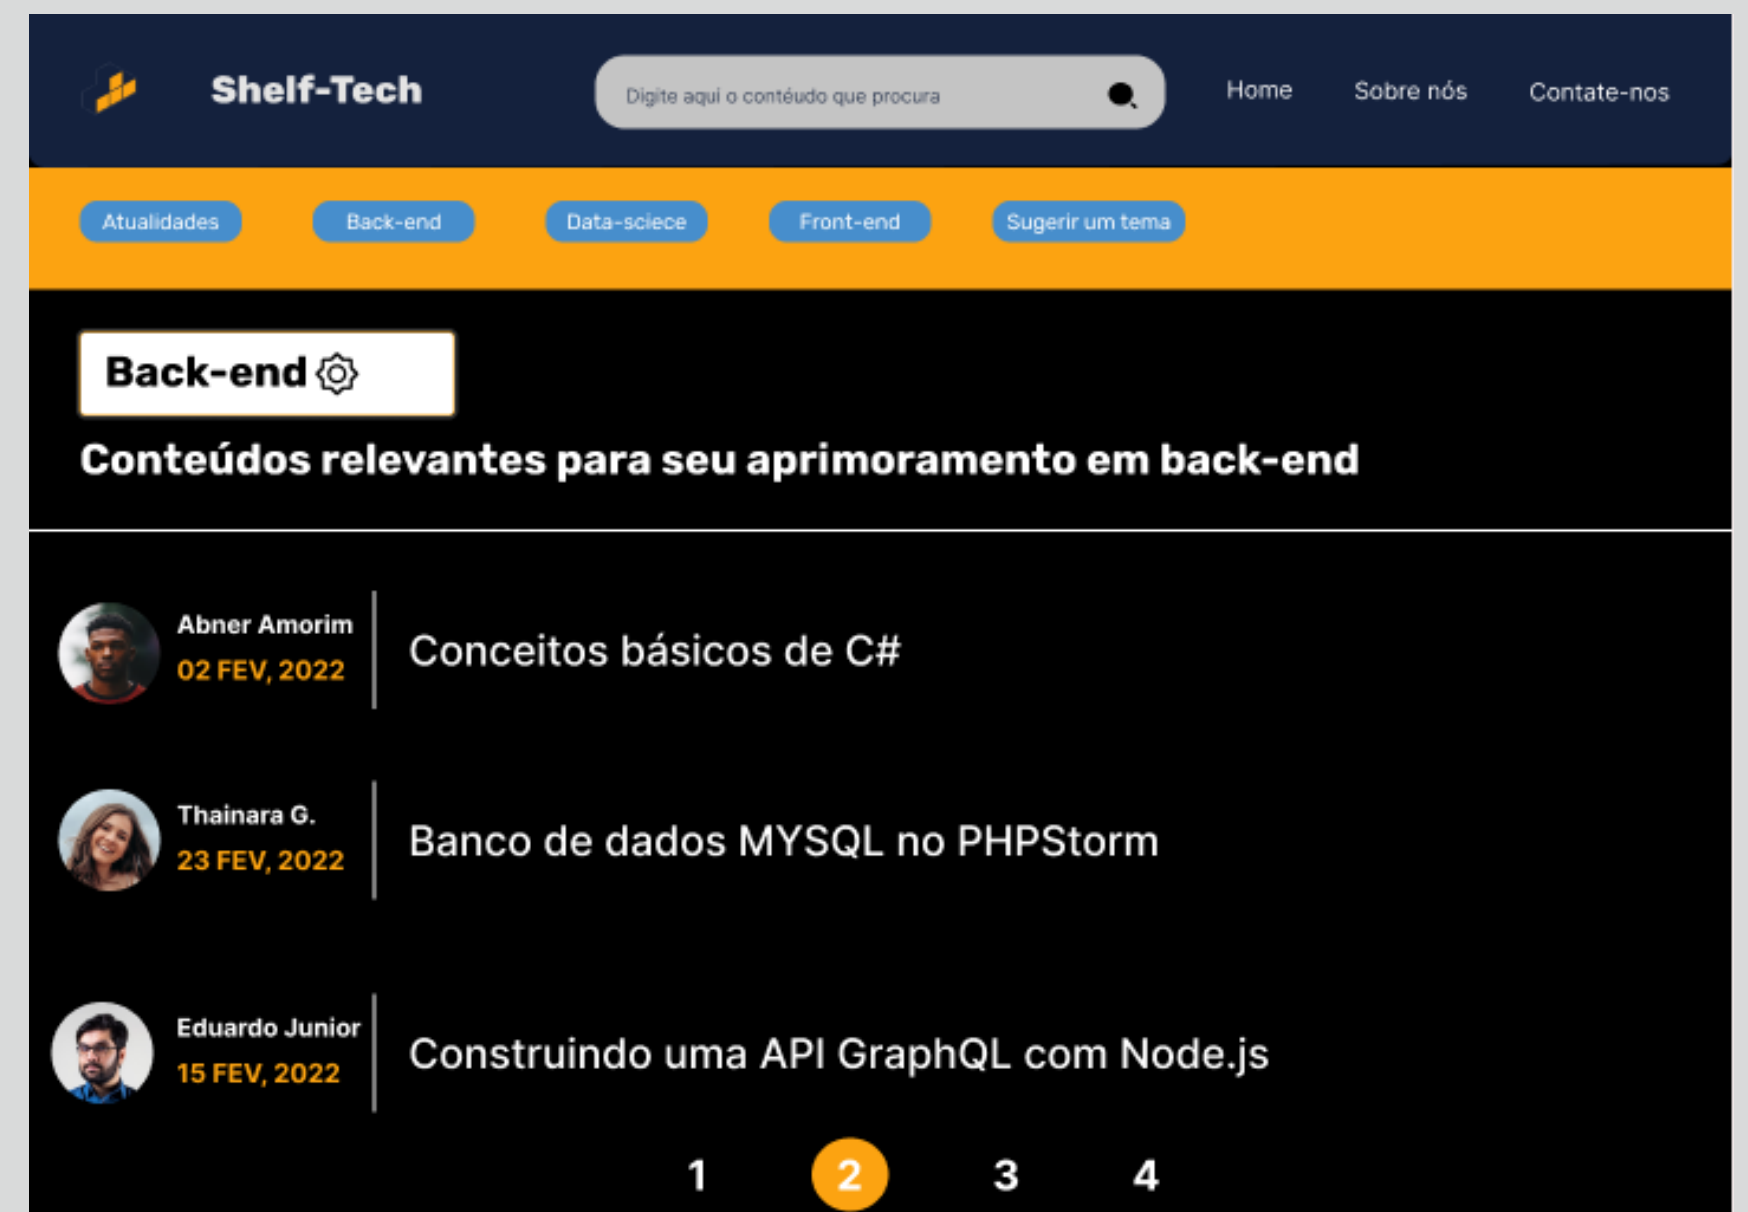 Shelf-Tech
Digite aqui o contéudo que procura
Home
Sobre nós
Contate-nos
Atualidades
Back-end
Data-sciece
Front-end
Sugerir um tema
Back-end
Conteúdos relevantes para seu aprimoramento em back-end
Abner Amorim
02 FEV, 2022
Conceitos básicos de C#
Thainara G.
23 FEV, 2022
Banco de dados MYSQL no PHPStorm
Eduardo Junior
15 FEV, 2022
Construindo uma API GraphQL com Node.js
1 2 3 4